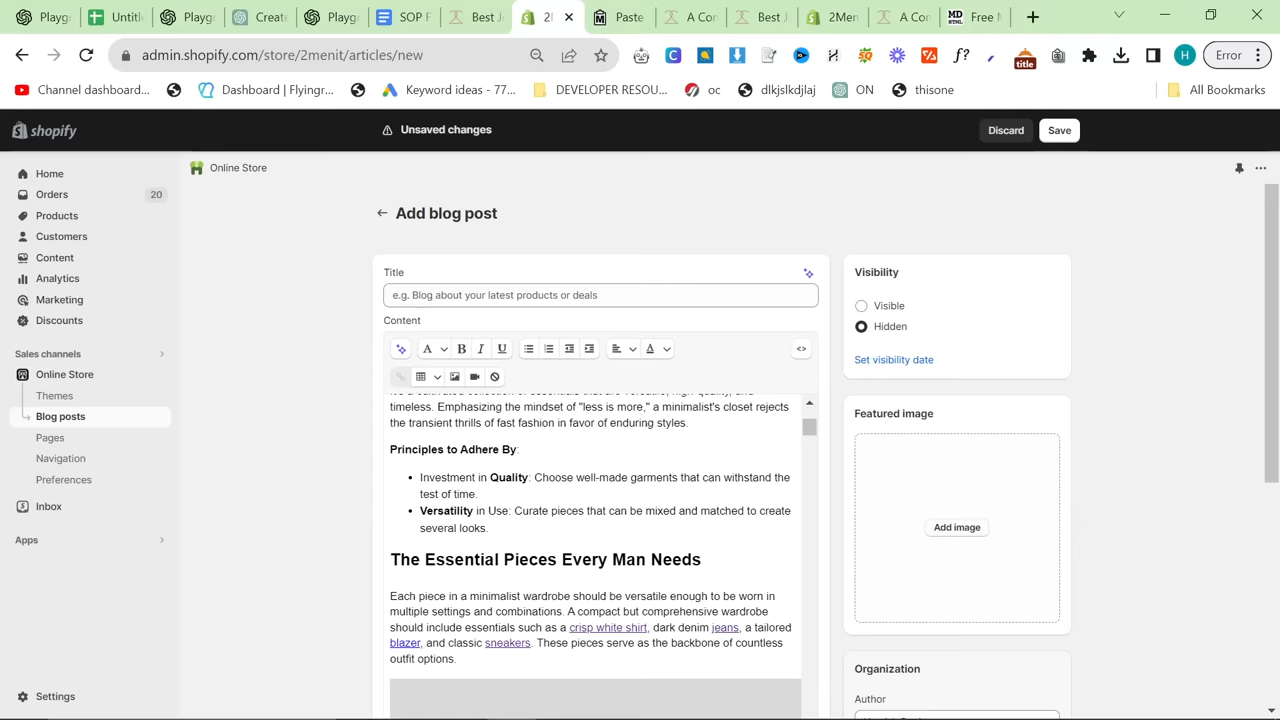 Playg
Untitl
Playgr
Create
Playgr
SOP F
Best Jo
2I
Paste
A Con
Best J
2Men
A Con
Free M
admin.shopify.com/store/2menit/articles/new
title
H
Error
Channel dashboard...
Dashboard | Flyingr...
Keyword ideas - 77...
DEVELOPER RESOU...
oc
dlkjslkdjlaj
ON
thisone
All Bookmarks
shopify
Unsaved changes
Discard
Save
Home
Orders
20
Products
Customers
Content
Analytics
Marketing
Discounts
Sales channels
Online Store
Themes
Blog posts
Pages
Navigation
Preferences
Inbox
Apps
Settings
Online Store
Add blog post
Title
e.g. Blog about your latest products or deals
Content
A
B
I
U
A
timeless. Emphasizing the mindset of "less is more," a minimalist's closet rejects
the transient thrills of fast fashion in favor of enduring styles.
Principles to Adhere By:
• Investment in Quality: Choose well-made garments that can withstand the
test of time.
• Versatility in Use: Curate pieces that can be mixed and matched to create
several looks.
The Essential Pieces Every Man Needs
Each piece in a minimalist wardrobe should be versatile enough to be worn in
multiple settings and combinations. A compact but comprehensive wardrobe
should include essentials such as a crisp white shirt, dark denim jeans, a tailored
blazer, and classic sneakers. These pieces serve as the backbone of countless
outfit options.
Visibility
Visible
Hidden
Set visibility date
Featured image
Add image
Organization
Author